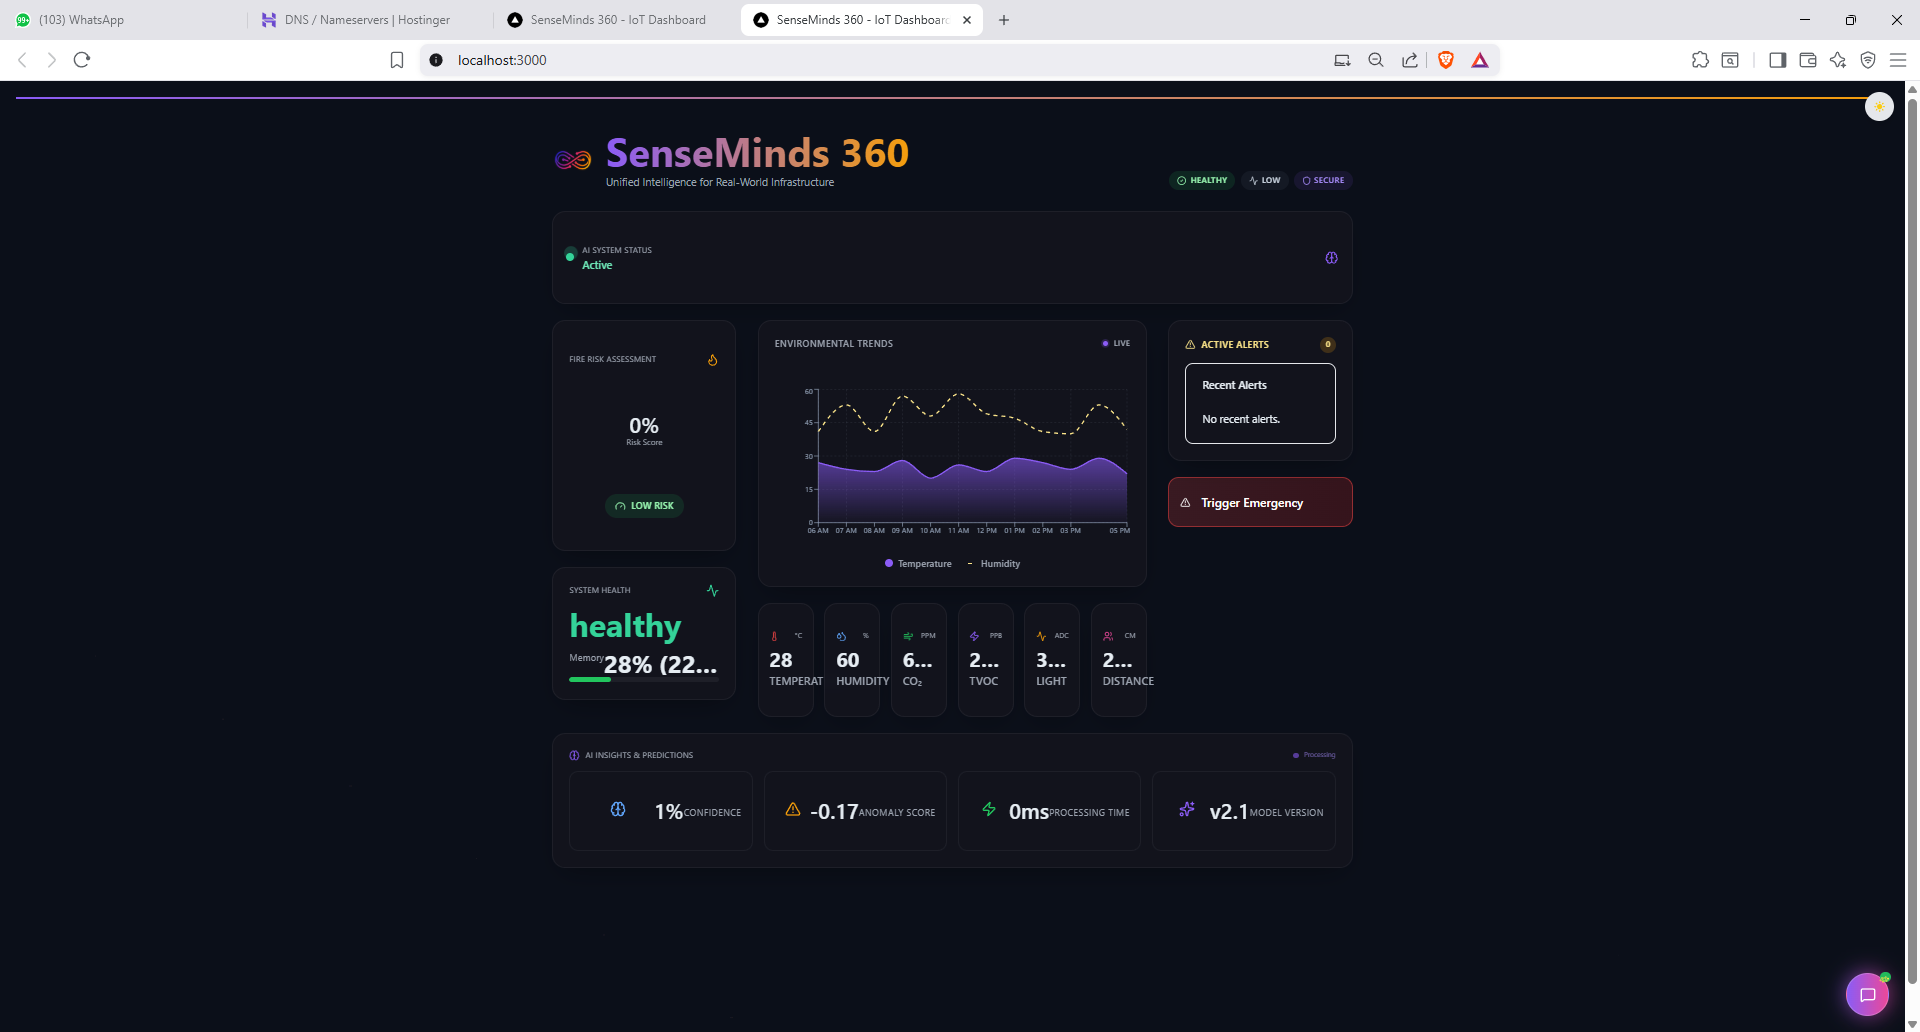 (103) WhatsApp
DNS / Nameservers | Hostinger
SenseMinds 360 - IoT Dashboard
SenseMinds 360 - IoT Dashboard
localhost:3000
SenseMinds 360
Unified Intelligence for Real-World Infrastructure
HEALTHY
LOW
SECURE
AI SYSTEM STATUS
Active
FIRE RISK ASSESSMENT
0%
Risk Score
LOW RISK
SYSTEM HEALTH
healthy
Memory 28% (22...
ENVIRONMENTAL TRENDS
LIVE
60
45
30
15
0
06 AM 07 AM 08 AM 09 AM 10 AM 11 AM 12 PM 01 PM 02 PM 03 PM 05 PM
Temperature
Humidity
°C
28
TEMPERAT
%
60
HUMIDITY
PPM
6...
CO₂
PPB
2...
TVOC
ADC
3...
LIGHT
CM
2...
DISTANCE
ACTIVE ALERTS
0
Recent Alerts
No recent alerts.
Trigger Emergency
AI INSIGHTS & PREDICTIONS
Processing
1% CONFIDENCE
-0.17 ANOMALY SCORE
0ms PROCESSING TIME
v2.1 MODEL VERSION